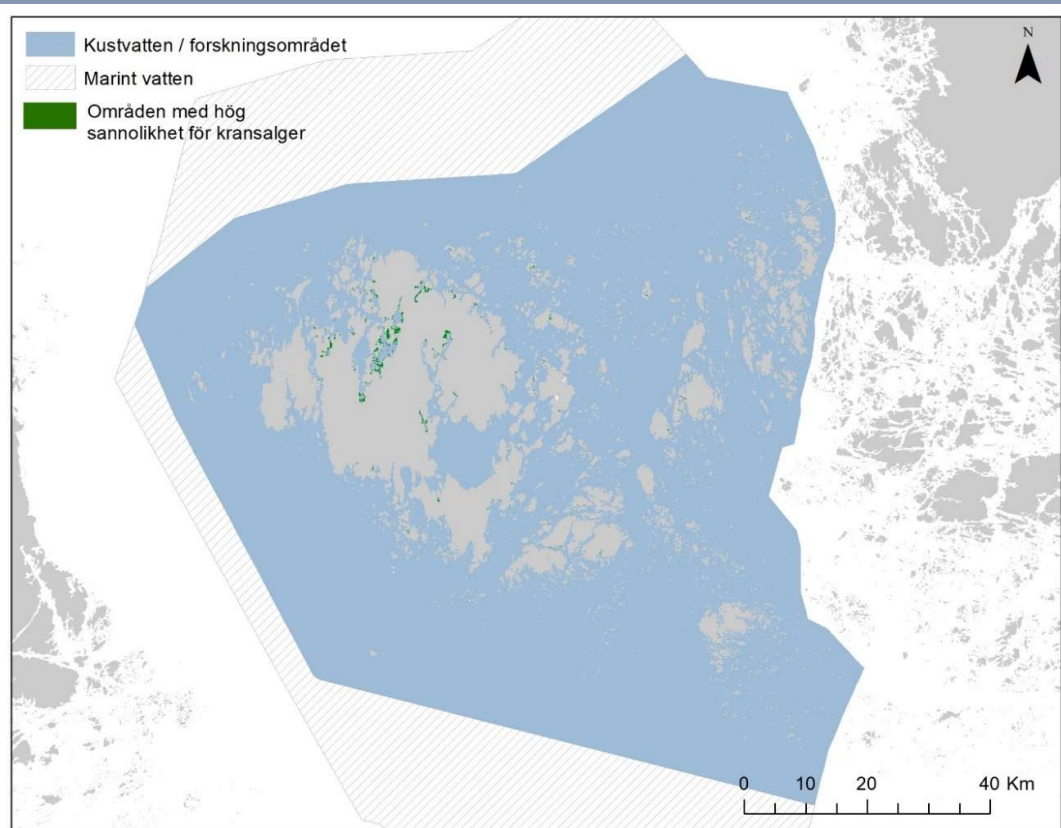 Kustvatten / forskningsområdet
Marint vatten
Områden med hög
sannolikhet för kransalger
N
0 10 20 40 Km